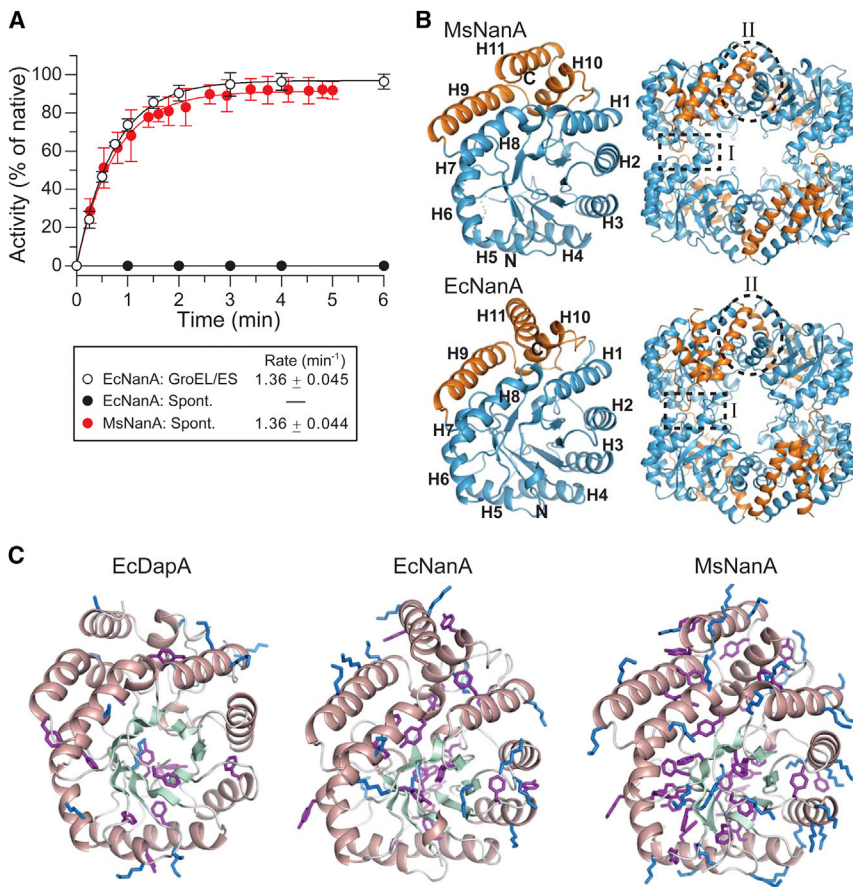 A
Activity (% of native)
100
80
60
40
20
0
0 1 2 3 4 5 6
Time (min)
Rate (min⁻¹)
EcNanA: GroEL/ES 1.36 ± 0.045
EcNanA: Spont. —
MsNanA: Spont. 1.36 ± 0.044
B
MsNanA
H11
C
H10
H9
H1
H8
H7
H2
H6
H3
H5
N
H4
II
I
EcNanA
H11
H10
C
H9
H1
H8
H2
H7
H3
H6
H4
H5
N
II
I
C
EcDapA EcNanA MsNanA